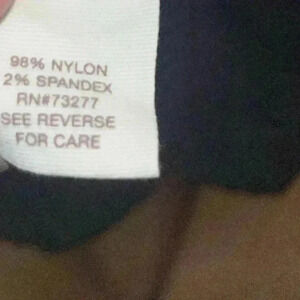 98% NYLON
2% SPANDEX
RN#73277
SEE REVERSE
FOR CARE